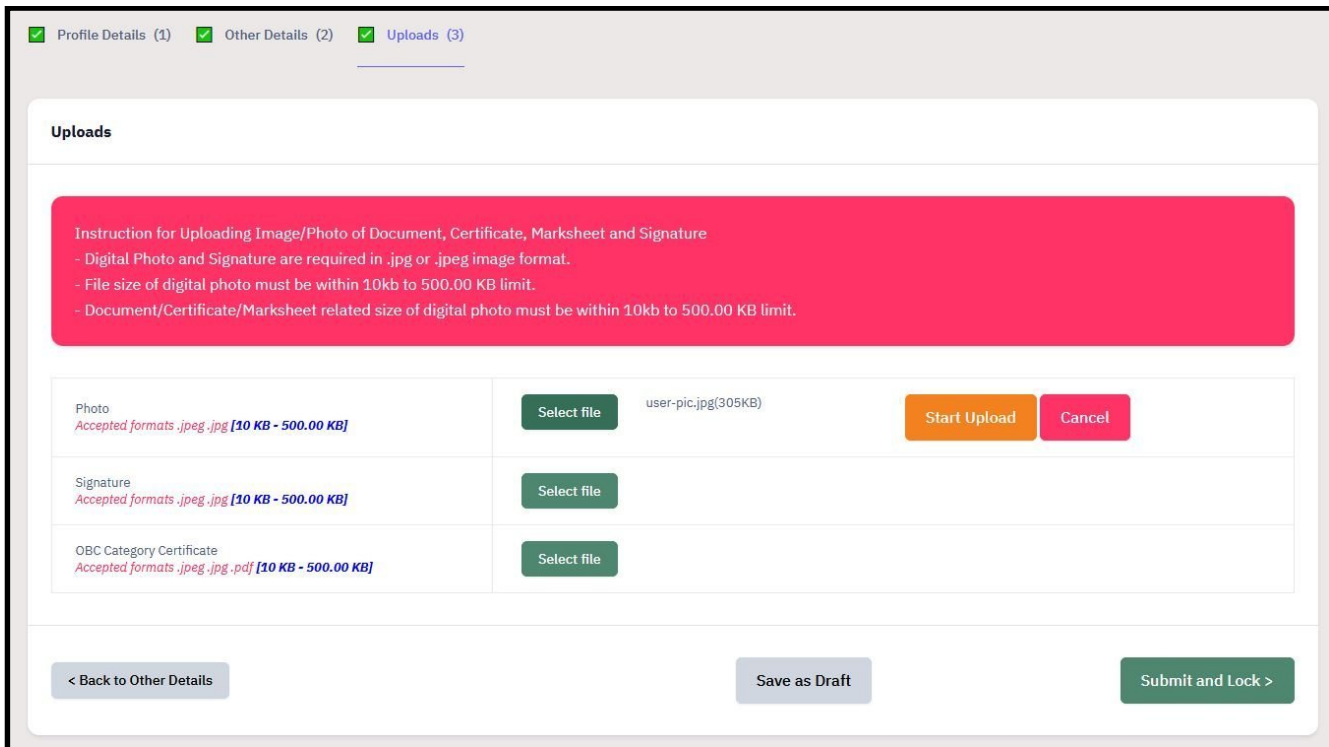 Profile Details (1) Other Details (2) Uploads (3)
Uploads
Instruction for Uploading Image/Photo of Document, Certificate, Marksheet and Signature
- Digital Photo and Signature are required in .jpg or .jpeg image format.
- File size of digital photo must be within 10kb to 500.00 KB limit.
- Document/Certificate/Marksheet related size of digital photo must be within 10kb to 500.00 KB limit.
Photo
Accepted formats .jpeg .jpg [10 KB - 500.00 KB]
Select file user-pic.jpg(305KB) Start Upload Cancel
Signature
Accepted formats .jpeg .jpg [10 KB - 500.00 KB]
Select file
OBC Category Certificate
Accepted formats .jpeg .jpg .pdf [10 KB - 500.00 KB]
Select file
< Back to Other Details Save as Draft Submit and Lock >